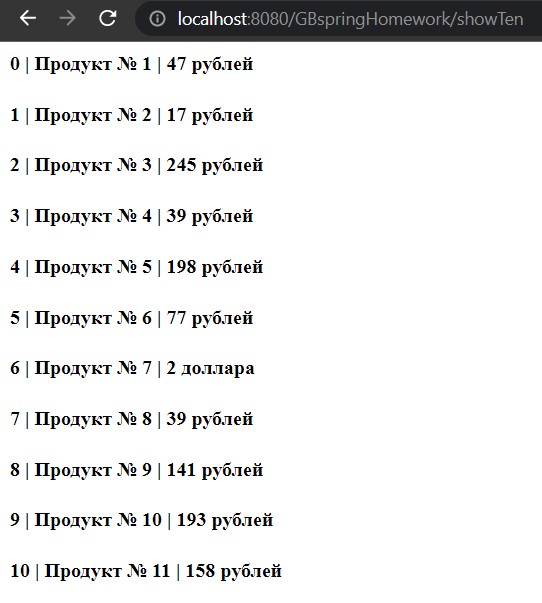 localhost:8080/GBspringHomework/showTen
0 | Продукт № 1 | 47 рублей
1 | Продукт № 2 | 17 рублей
2 | Продукт № 3 | 245 рублей
3 | Продукт № 4 | 39 рублей
4 | Продукт № 5 | 198 рублей
5 | Продукт № 6 | 77 рублей
6 | Продукт № 7 | 2 доллара
7 | Продукт № 8 | 39 рублей
8 | Продукт № 9 | 141 рублей
9 | Продукт № 10 | 193 рублей
10 | Продукт № 11 | 158 рублей